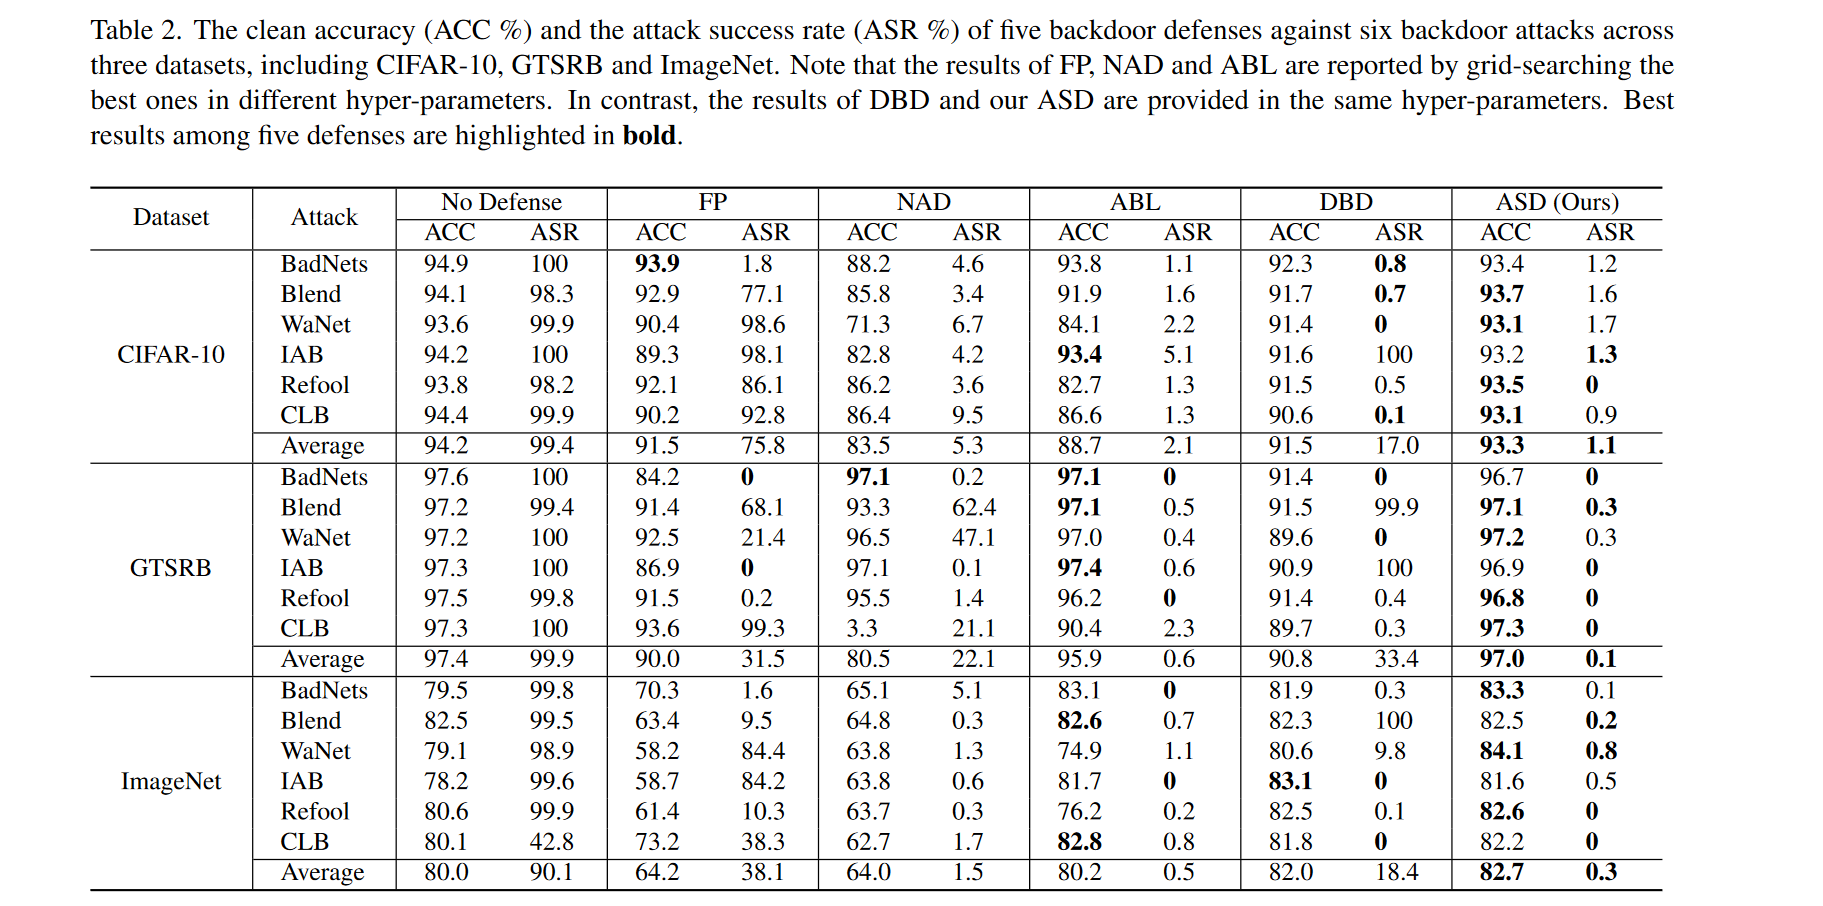 Table 2. The clean accuracy (ACC %) and the attack success rate (ASR %) of five backdoor defenses against six backdoor attacks across
three datasets, including CIFAR-10, GTSRB and ImageNet. Note that the results of FP, NAD and ABL are reported by grid-searching the
best ones in different hyper-parameters. In contrast, the results of DBD and our ASD are provided in the same hyper-parameters. Best
results among five defenses are highlighted in bold.
Dataset Attack No Defense FP NAD ABL DBD ASD (Ours)
ACC ASR ACC ASR ACC ASR ACC ASR ACC ASR ACC ASR
CIFAR-10
BadNets 94.9 100 93.9 1.8 88.2 4.6 93.8 1.1 92.3 0.8 93.4 1.2
Blend 94.1 98.3 92.9 77.1 85.8 3.4 91.9 1.6 91.7 0.7 93.7 1.6
WaNet 93.6 99.9 90.4 98.6 71.3 6.7 84.1 2.2 91.4 0 93.1 1.7
IAB 94.2 100 89.3 98.1 82.8 4.2 93.4 5.1 91.6 100 93.2 1.3
Refool 93.8 98.2 92.1 86.1 86.2 3.6 82.7 1.3 91.5 0.5 93.5 0
CLB 94.4 99.9 90.2 92.8 86.4 9.5 86.6 1.3 90.6 0.1 93.1 0.9
Average 94.2 99.4 91.5 75.8 83.5 5.3 88.7 2.1 91.5 17.0 93.3 1.1
GTSRB
BadNets 97.6 100 84.2 0 97.1 0.2 97.1 0 91.4 0 96.7 0
Blend 97.2 99.4 91.4 68.1 93.3 62.4 97.1 0.5 91.5 99.9 97.1 0.3
WaNet 97.2 100 92.5 21.4 96.5 47.1 97.0 0.4 89.6 0 97.2 0.3
IAB 97.3 100 86.9 0 97.1 0.1 97.4 0.6 90.9 100 96.9 0
Refool 97.5 99.8 91.5 0.2 95.5 1.4 96.2 0 91.4 0.4 96.8 0
CLB 97.3 100 93.6 99.3 3.3 21.1 90.4 2.3 89.7 0.3 97.3 0
Average 97.4 99.9 90.0 31.5 80.5 22.1 95.9 0.6 90.8 33.4 97.0 0.1
ImageNet
BadNets 79.5 99.8 70.3 1.6 65.1 5.1 83.1 0 81.9 0.3 83.3 0.1
Blend 82.5 99.5 63.4 9.5 64.8 0.3 82.6 0.7 82.3 100 82.5 0.2
WaNet 79.1 98.9 58.2 84.4 63.8 1.3 74.9 1.1 80.6 9.8 84.1 0.8
IAB 78.2 99.6 58.7 84.2 63.8 0.6 81.7 0 83.1 0 81.6 0.5
Refool 80.6 99.9 61.4 10.3 63.7 0.3 76.2 0.2 82.5 0.1 82.6 0
CLB 80.1 42.8 73.2 38.3 62.7 1.7 82.8 0.8 81.8 0 82.2 0
Average 80.0 90.1 64.2 38.1 64.0 1.5 80.2 0.5 82.0 18.4 82.7 0.3